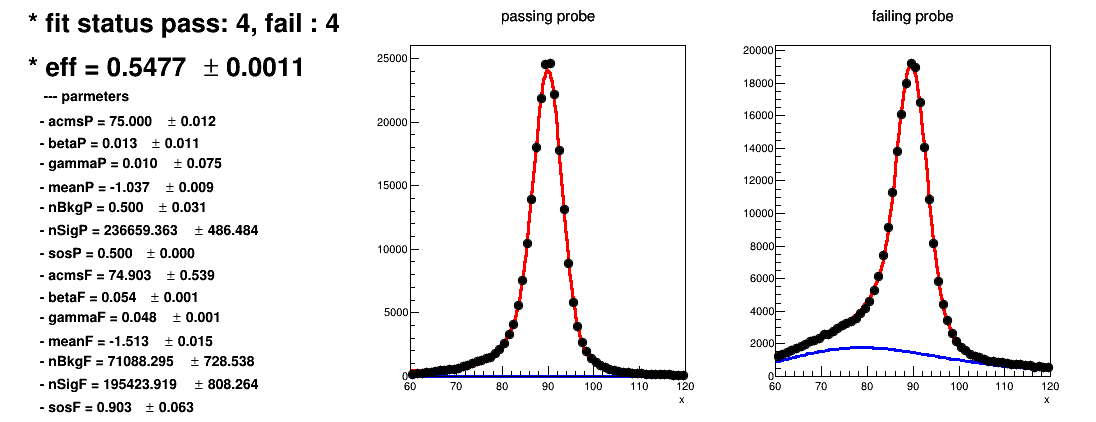 * fit status pass: 4, fail : 4
* eff = 0.5477 ± 0.0011
--- parmeters
- acmsP = 75.000 ± 0.012
- betaP = 0.013 ± 0.011
- gammaP = 0.010 ± 0.075
- meanP = -1.037 ± 0.009
- nBkgP = 0.500 ± 0.031
- nSigP = 236659.363 ± 486.484
- sosP = 0.500 ± 0.000
- acmsF = 74.903 ± 0.539
- betaF = 0.054 ± 0.001
- gammaF = 0.048 ± 0.001
- meanF = -1.513 ± 0.015
- nBkgF = 71088.295 ± 728.538
- nSigF = 195423.919 ± 808.264
- sosF = 0.903 ± 0.063
passing probe
25000
20000
15000
10000
5000
0
60 70 80 90 100 110 120
x
failing probe
20000
18000
16000
14000
12000
10000
8000
6000
4000
2000
0
60 70 80 90 100 110 120
x